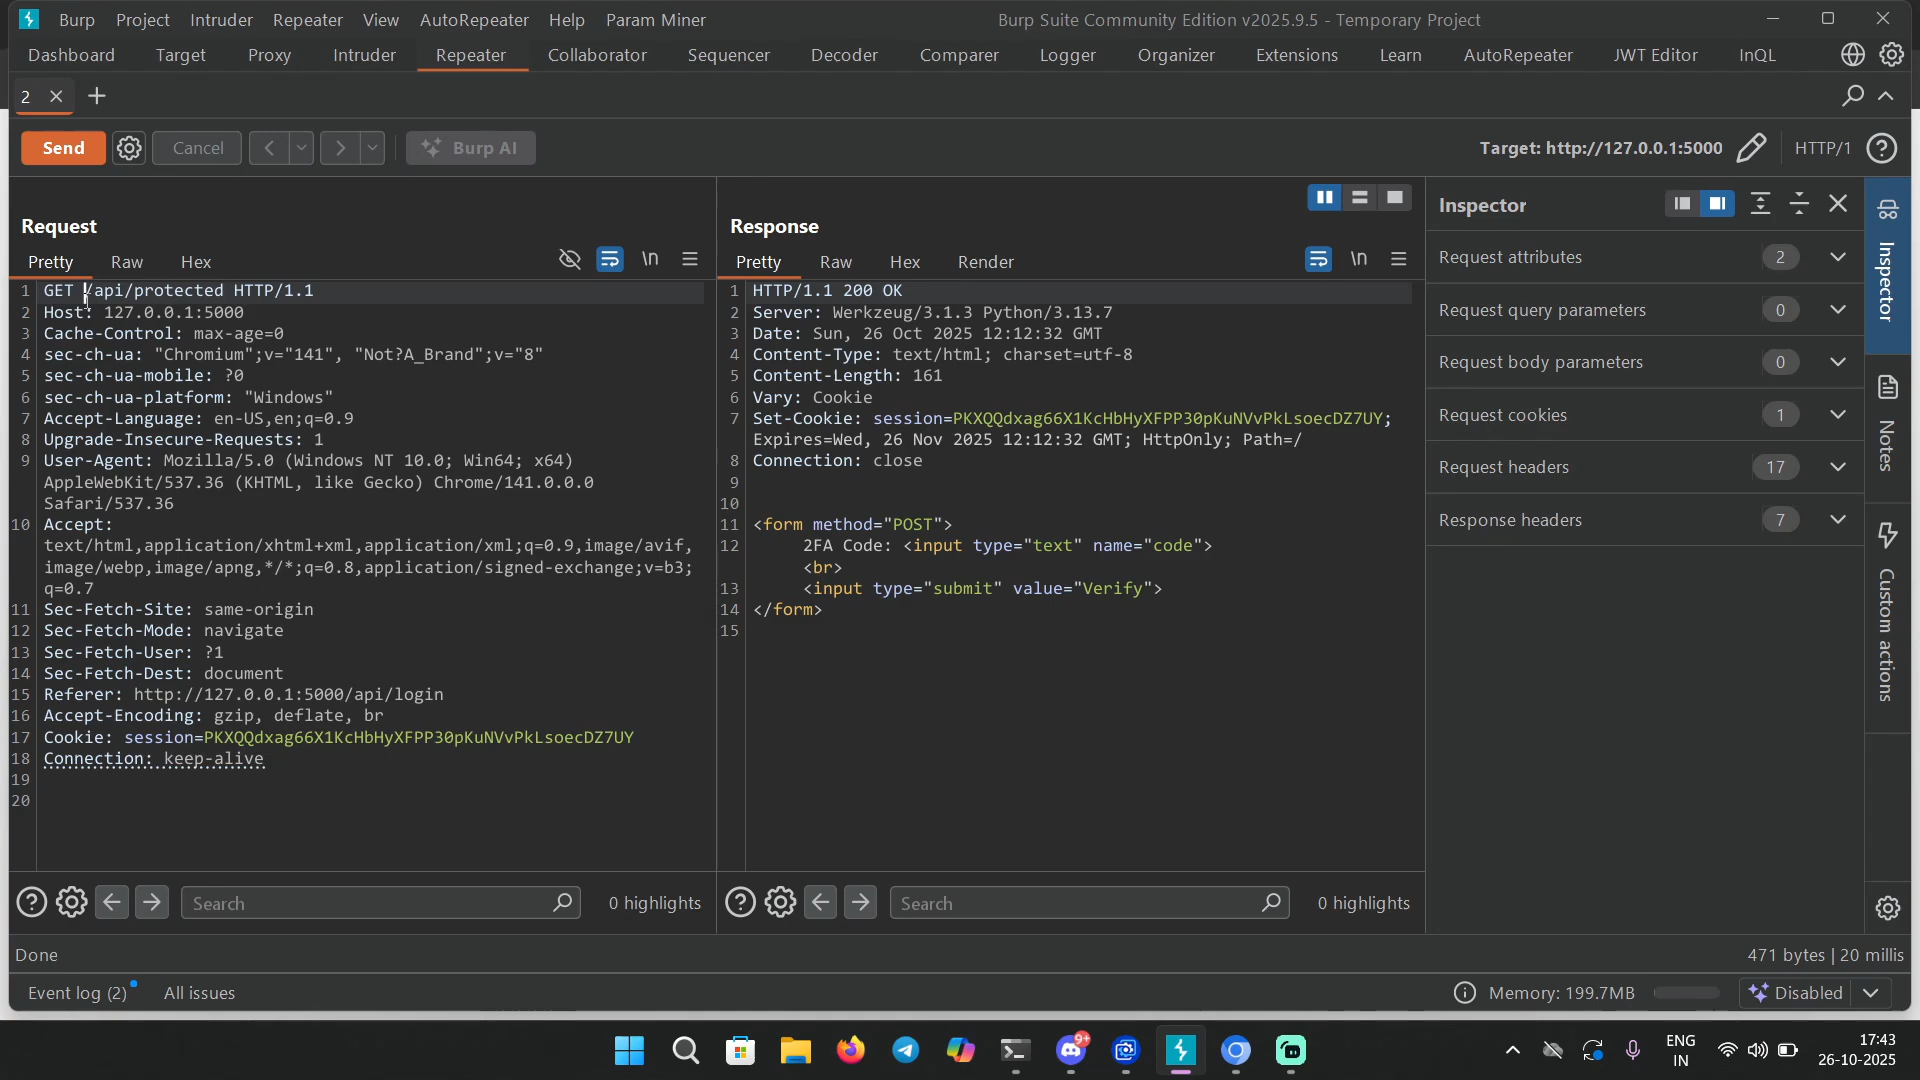 Burp Project Intruder Repeater View AutoRepeater Help Param Miner Burp Suite Community Edition v2025.9.5 - Temporary Project
Dashboard Target Proxy Intruder Repeater Collaborator Sequencer Decoder Comparer Logger Organizer Extensions Learn AutoRepeater JWT Editor InQL
2
Send Cancel Burp AI Target: http://127.0.0.1:5000 HTTP/1
Request
Pretty Raw Hex \n
1 GET /api/protected HTTP/1.1
2 Host: 127.0.0.1:5000
3 Cache-Control: max-age=0
4 sec-ch-ua: "Chromium";v="141", "Not?A_Brand";v="8"
5 sec-ch-ua-mobile: ?0
6 sec-ch-ua-platform: "Windows"
7 Accept-Language: en-US,en;q=0.9
8 Upgrade-Insecure-Requests: 1
9 User-Agent: Mozilla/5.0 (Windows NT 10.0; Win64; x64)
AppleWebKit/537.36 (KHTML, like Gecko) Chrome/141.0.0.0
Safari/537.36
10 Accept:
text/html,application/xhtml+xml,application/xml;q=0.9,image/avif,
image/webp,image/apng,*/*;q=0.8,application/signed-exchange;v=b3;
q=0.7
11 Sec-Fetch-Site: same-origin
12 Sec-Fetch-Mode: navigate
13 Sec-Fetch-User: ?1
14 Sec-Fetch-Dest: document
15 Referer: http://127.0.0.1:5000/api/login
16 Accept-Encoding: gzip, deflate, br
17 Cookie: session=PKXQQdxag66X1KcHbHyXFPP30pKuNVvPkLsoecDZ7UY
18 Connection: keep-alive
19
20
Search 0 highlights
Response
Pretty Raw Hex Render \n
1 HTTP/1.1 200 OK
2 Server: Werkzeug/3.1.3 Python/3.13.7
3 Date: Sun, 26 Oct 2025 12:12:32 GMT
4 Content-Type: text/html; charset=utf-8
5 Content-Length: 161
6 Vary: Cookie
7 Set-Cookie: session=PKXQQdxag66X1KcHbHyXFPP30pKuNVvPkLsoecDZ7UY;
Expires=Wed, 26 Nov 2025 12:12:32 GMT; HttpOnly; Path=/
8 Connection: close
9
10
11 <form method="POST">
12 2FA Code: <input type="text" name="code">
<br>
13 <input type="submit" value="Verify">
14 </form>
15
Search 0 highlights
Inspector
Request attributes 2
Request query parameters 0
Request body parameters 0
Request cookies 1
Request headers 17
Response headers 7
Inspector
Notes
Custom actions
Done 471 bytes | 20 millis
Event log (2) All issues Memory: 199.7MB Disabled
9+
ENG
IN
17:43
26-10-2025